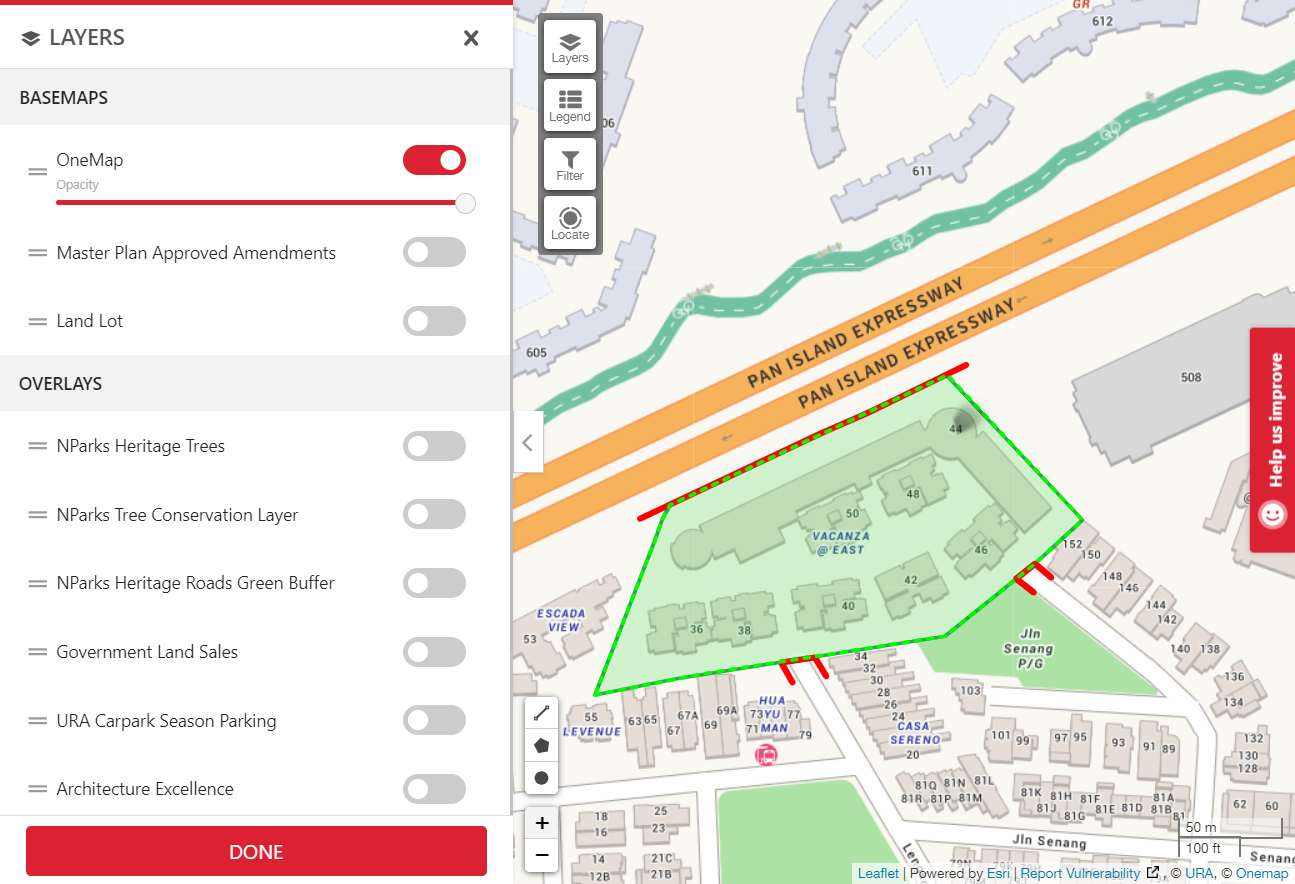 LAYERS
BASEMAPS
OneMap
Opacity
Master Plan Approved Amendments
Land Lot
OVERLAYS
NParks Heritage Trees
NParks Tree Conservation Layer
NParks Heritage Roads Green Buffer
Government Land Sales
URA Carpark Season Parking
Architecture Excellence
DONE
Layers
Legend
Filter
Locate
GR
612
06
611
605
PAN ISLAND EXPRESSWAY
PAN ISLAND EXPRESSWAY
508
Help us improve
@
44
48
50
VACANZA
@ EAST
46
42
40
36
38
ESCADA
VIEW
53
152
150
148
146
144
142
140 138
136
134
Jln
Senang
P/G
34
32
30
28
26
24
CASA
SERENO
20
103
55
LEVENUE
63 65
67A
67
69A
69
HUA
73 YU 77
71 MAN
79
101 99
97 95
93
91 89
132
130
128
81Q 81N 81L
81R 81P 81M
81K 81H 81F
81J 81G 81E 81D 81B
81A
81
62 60
18
16
25
23
14
12B
21C
21B
Jln Senang
Senang
50 m
100 ft
+
−
Leaflet | Powered by Esri | Report Vulnerability , © URA, © Onemap